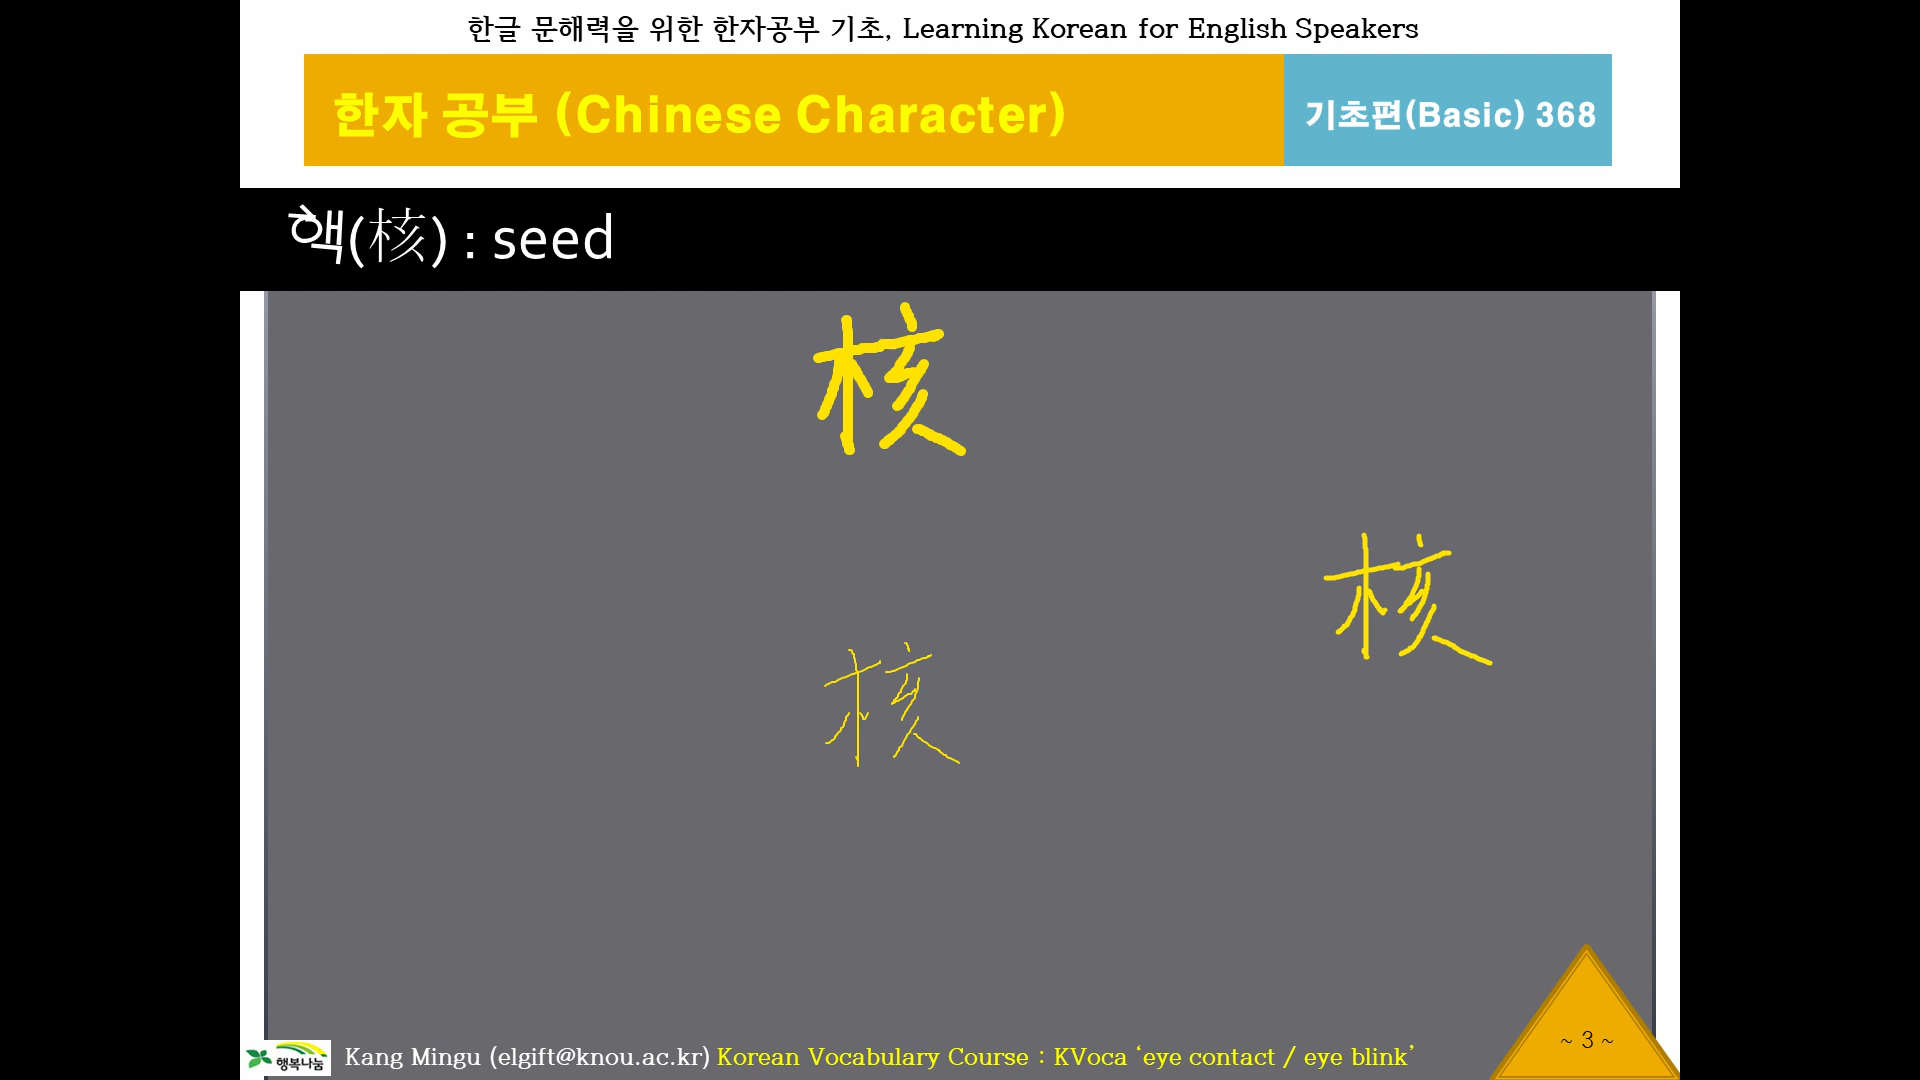 한글 문해력을 위한 한자공부 기초, Learning Korean for English Speakers
한자 공부 (Chinese Character)
기초편(Basic) 368
핵(核) : seed
核
核
核
~ 3 ~
행복나눔
Kang Mingu (elgift@knou.ac.kr) Korean Vocabulary Course : KVoca ‘eye contact / eye blink’